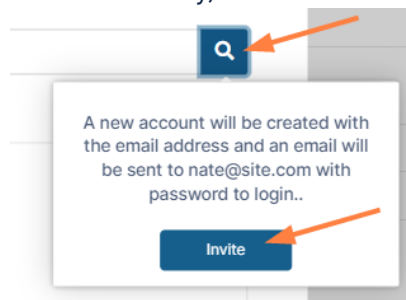 A new account will be created with
the email address and an email will
be sent to nate@site.com with
password to login..
Invite